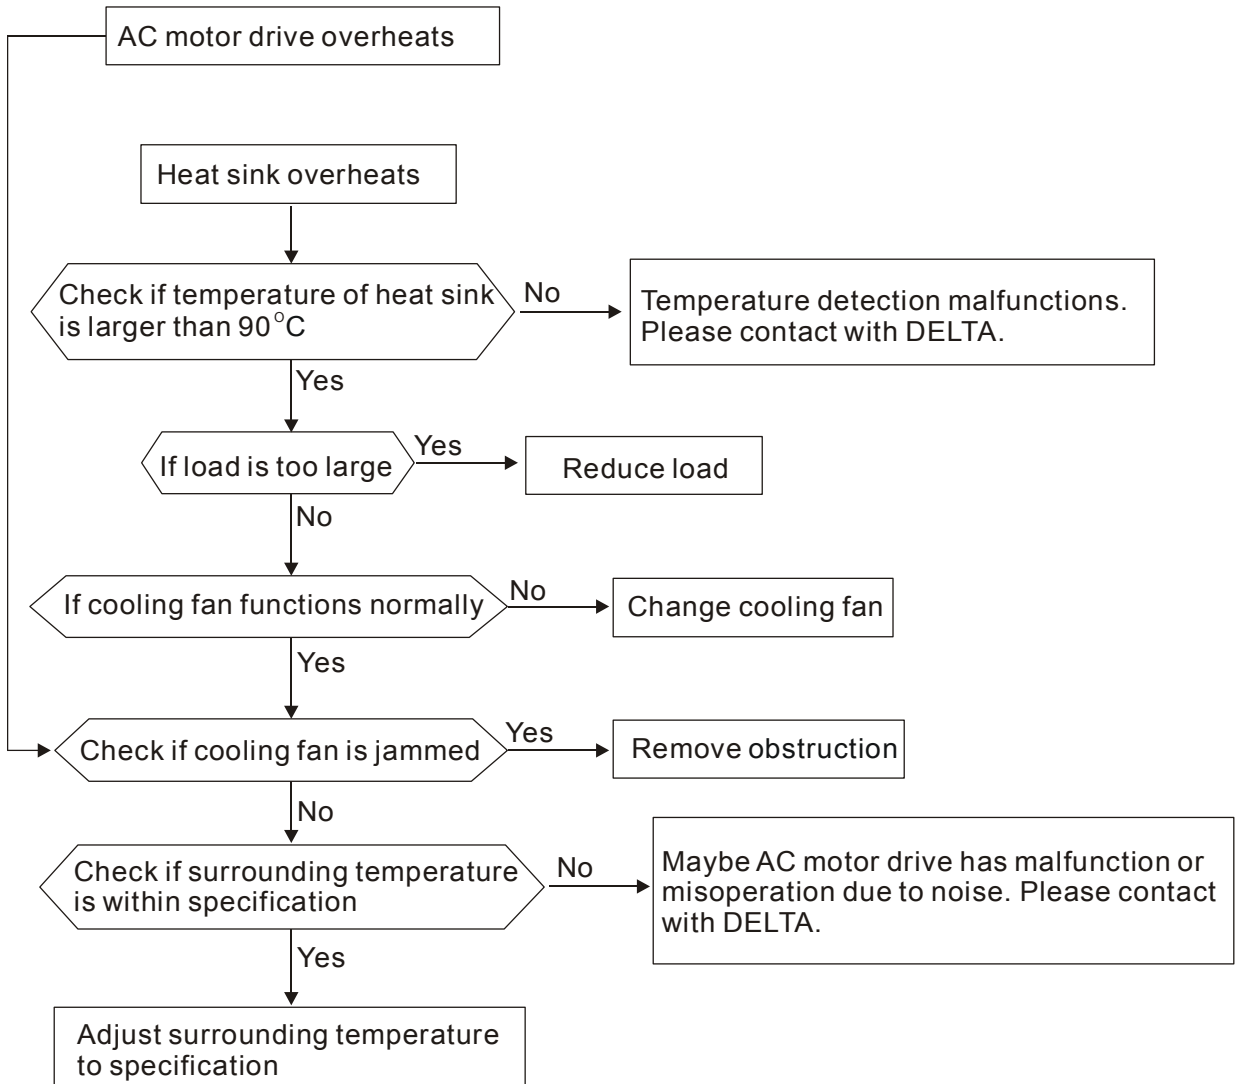 AC motor drive overheats
Heat sink overheats
Check if temperature of heat sink
is larger than 90°C
No
Temperature detection malfunctions.
Please contact with DELTA.
Yes
If load is too large
Yes
Reduce load
No
If cooling fan functions normally
No
Change cooling fan
Yes
Check if cooling fan is jammed
Yes
Remove obstruction
No
Check if surrounding temperature
is within specification
No
Maybe AC motor drive has malfunction or
misoperation due to noise. Please contact
with DELTA.
Yes
Adjust surrounding temperature
to specification